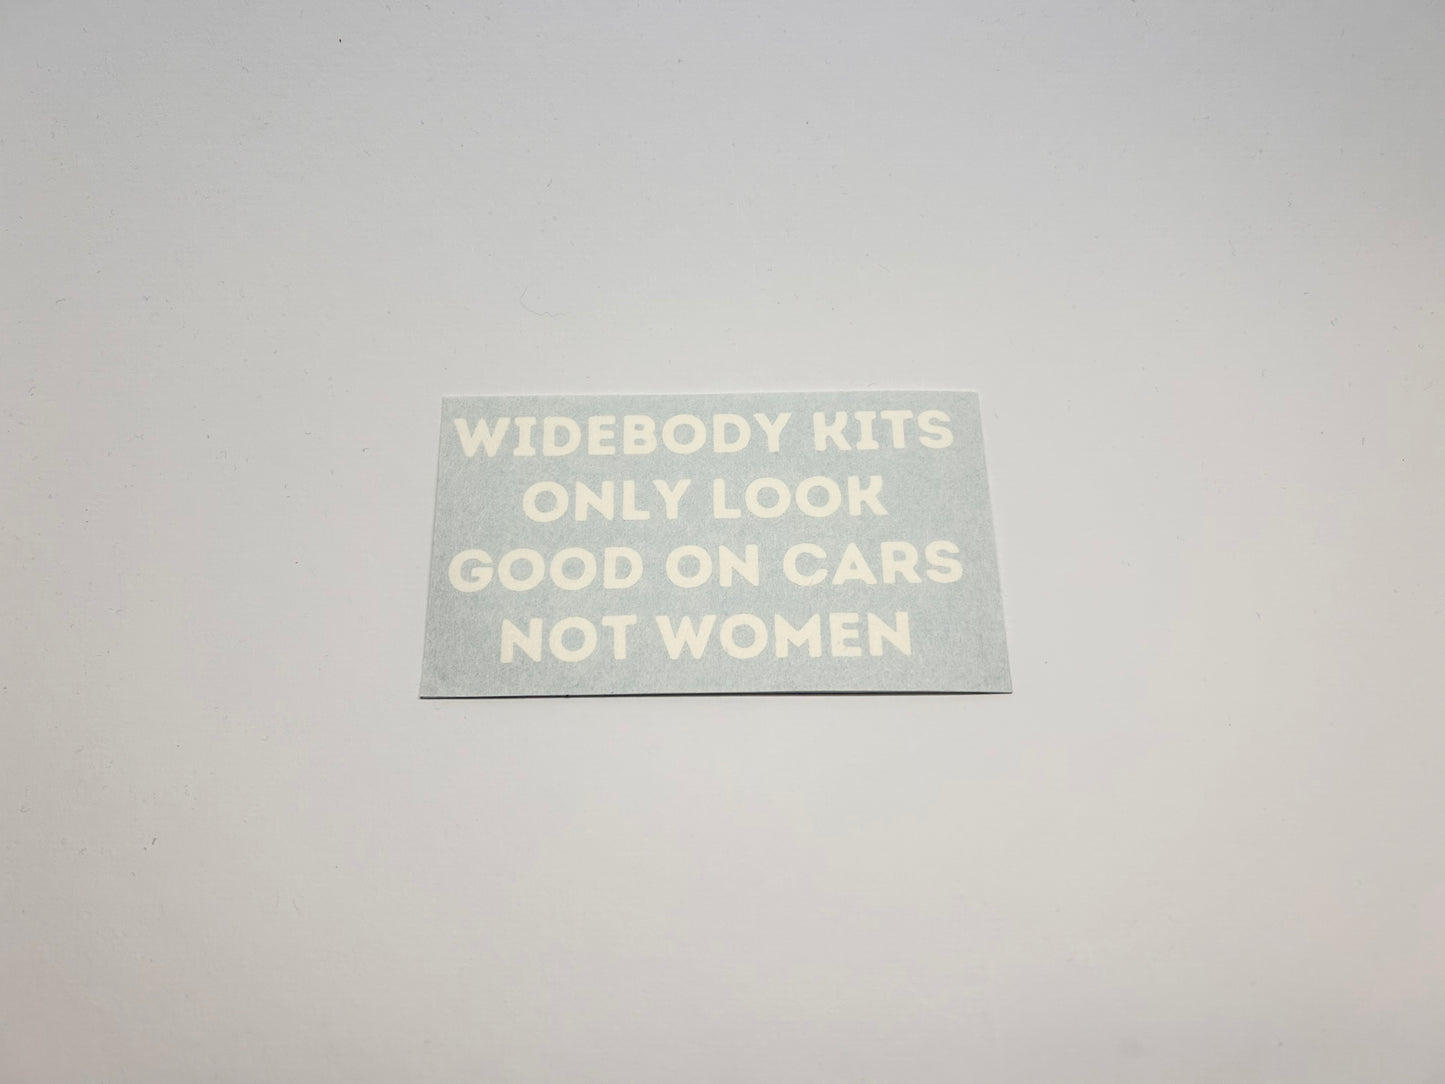 WIDEBODY KITS
ONLY LOOK
GOOD ON CARS
NOT WOMEN